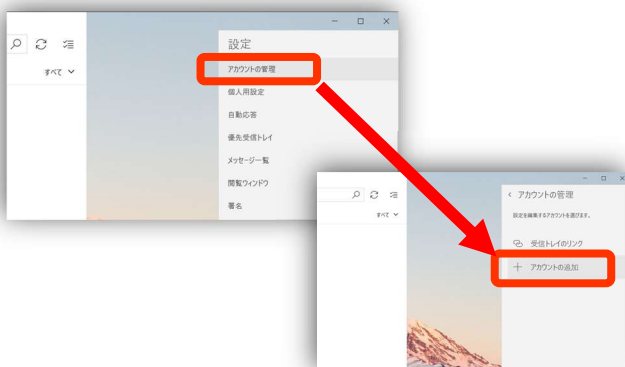 設定
すべて
アカウントの管理
個人用設定
自動応答
優先受信トレイ
メッセージ一覧
閲覧ウィンドウ
署名
アカウントの管理
すべて
設定を編集するアカウントを選びます。
受信トレイのリンク
アカウントの追加